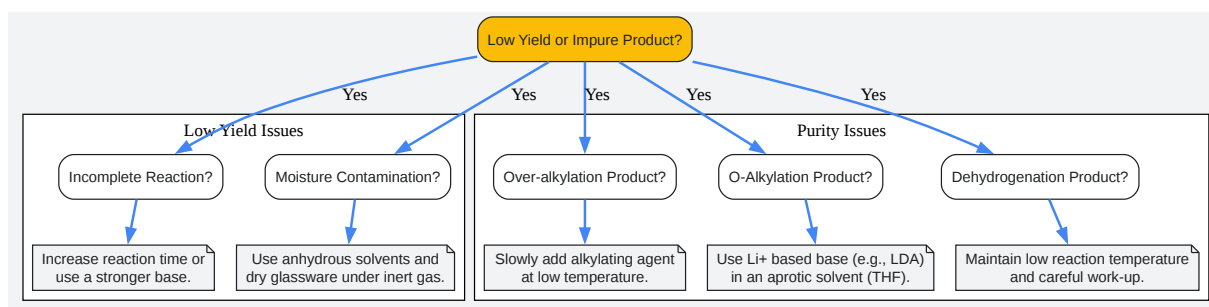 Low Yield or Impure Product?
Yes
Yes
Yes
Yes
Yes
Low Yield Issues
Purity Issues
Incomplete Reaction?
Moisture Contamination?
Over-alkylation Product?
O-Alkylation Product?
Dehydrogenation Product?
Increase reaction time or
use a stronger base.
Use anhydrous solvents and
dry glassware under inert gas.
Slowly add alkylating agent
at low temperature.
Use Li+ based base (e.g., LDA)
in an aprotic solvent (THF).
Maintain low reaction temperature
and careful work-up.